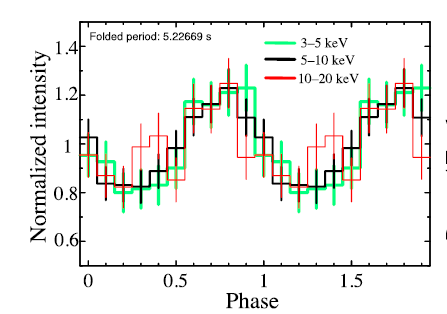 Folded period: 5.22669 s
3–5 keV
5–10 keV
10–20 keV
Normalized intensity
1.4
1.2
1
0.8
0.6
0
0.5
1
1.5
Phase